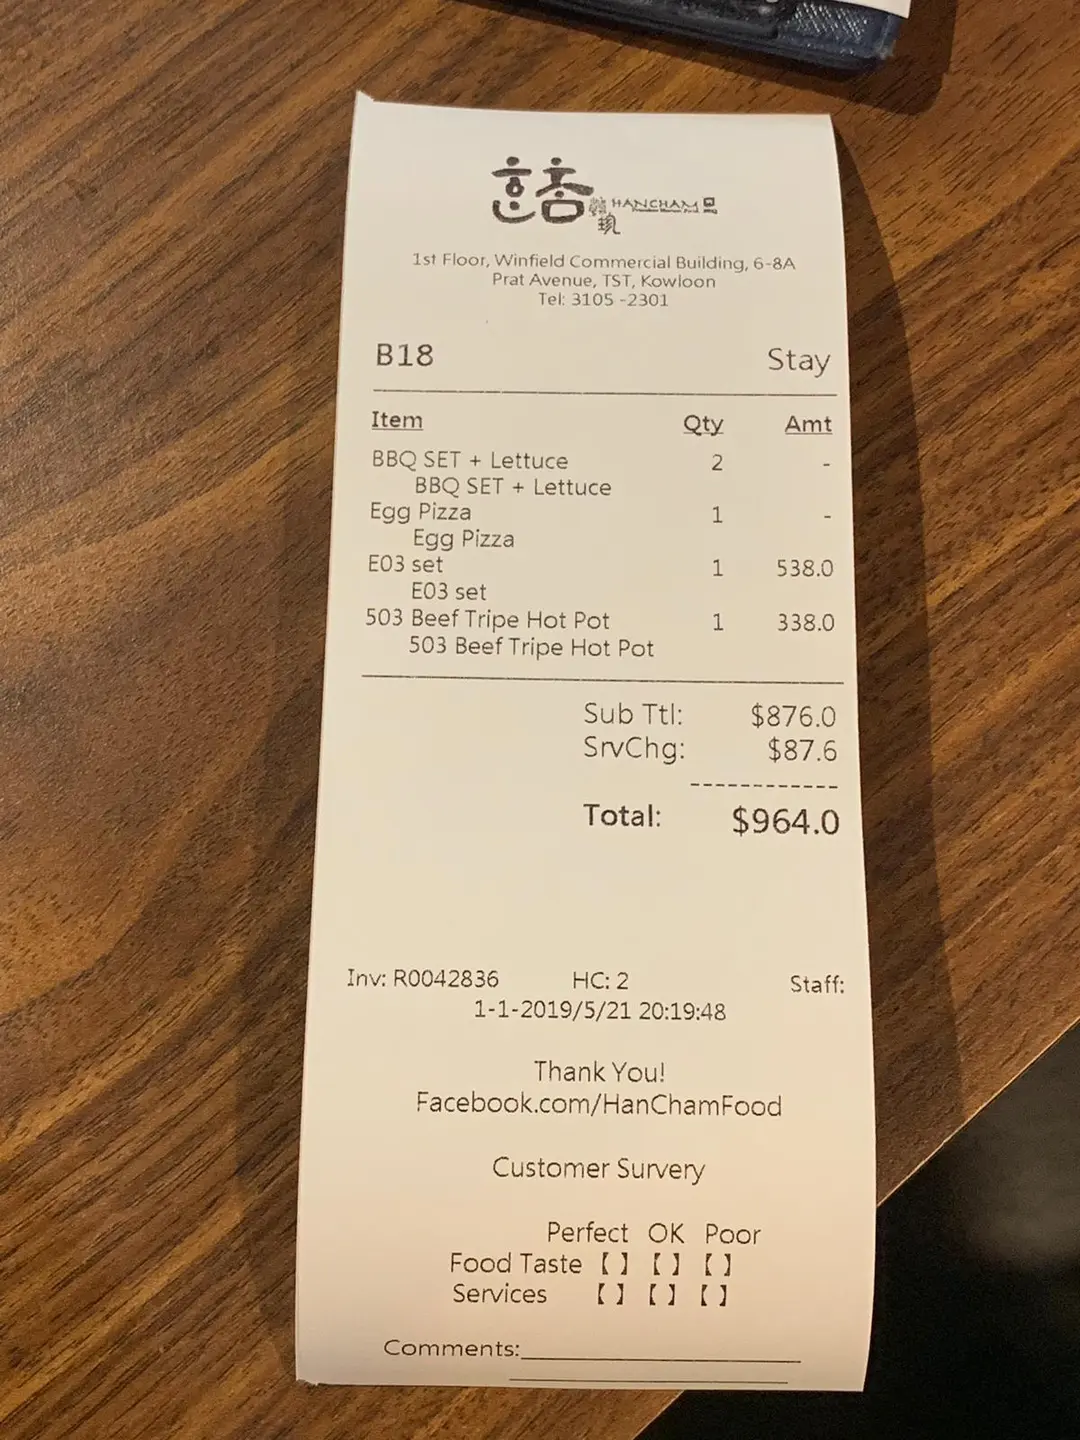 한촘 HANCHAM
1st Floor, Winfield Commercial Building, 6-8A
Prat Avenue, TST, Kowloon
Tel: 3105 -2301
B18 Stay
Item Qty Amt
BBQ SET + Lettuce 2 -
BBQ SET + Lettuce
Egg Pizza 1 -
Egg Pizza
E03 set 1 538.0
E03 set
503 Beef Tripe Hot Pot 1 338.0
503 Beef Tripe Hot Pot
Sub Ttl: $876.0
SrvChg: $87.6
------------
Total: $964.0
Inv: R0042836 HC: 2 Staff:
1-1-2019/5/21 20:19:48
Thank You!
Facebook.com/HanChamFood
Customer Survery
Perfect OK Poor
Food Taste【 】【 】【 】
Services【 】【 】【 】
Comments: